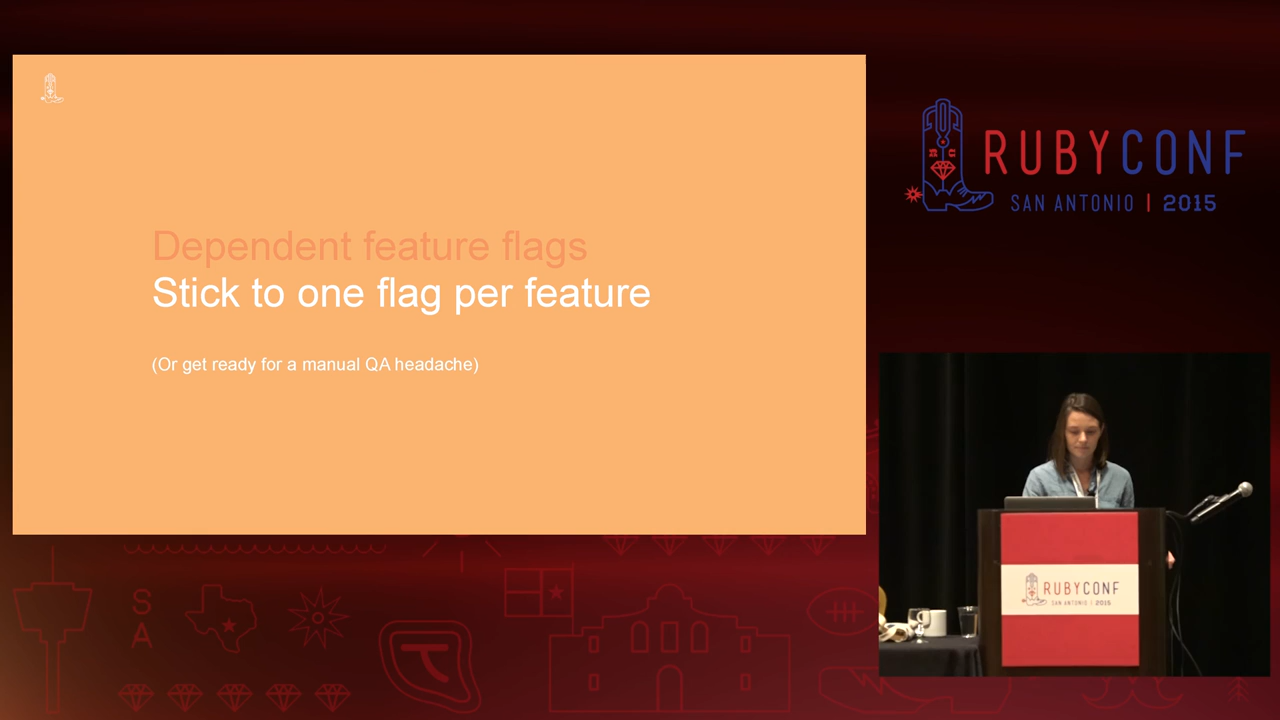 Dependent feature flags
Stick to one flag per feature
(Or get ready for a manual QA headache)
RUBYCONF
SAN ANTONIO | 2015
RUBYCONF
SAN ANTONIO | 2015
S
A